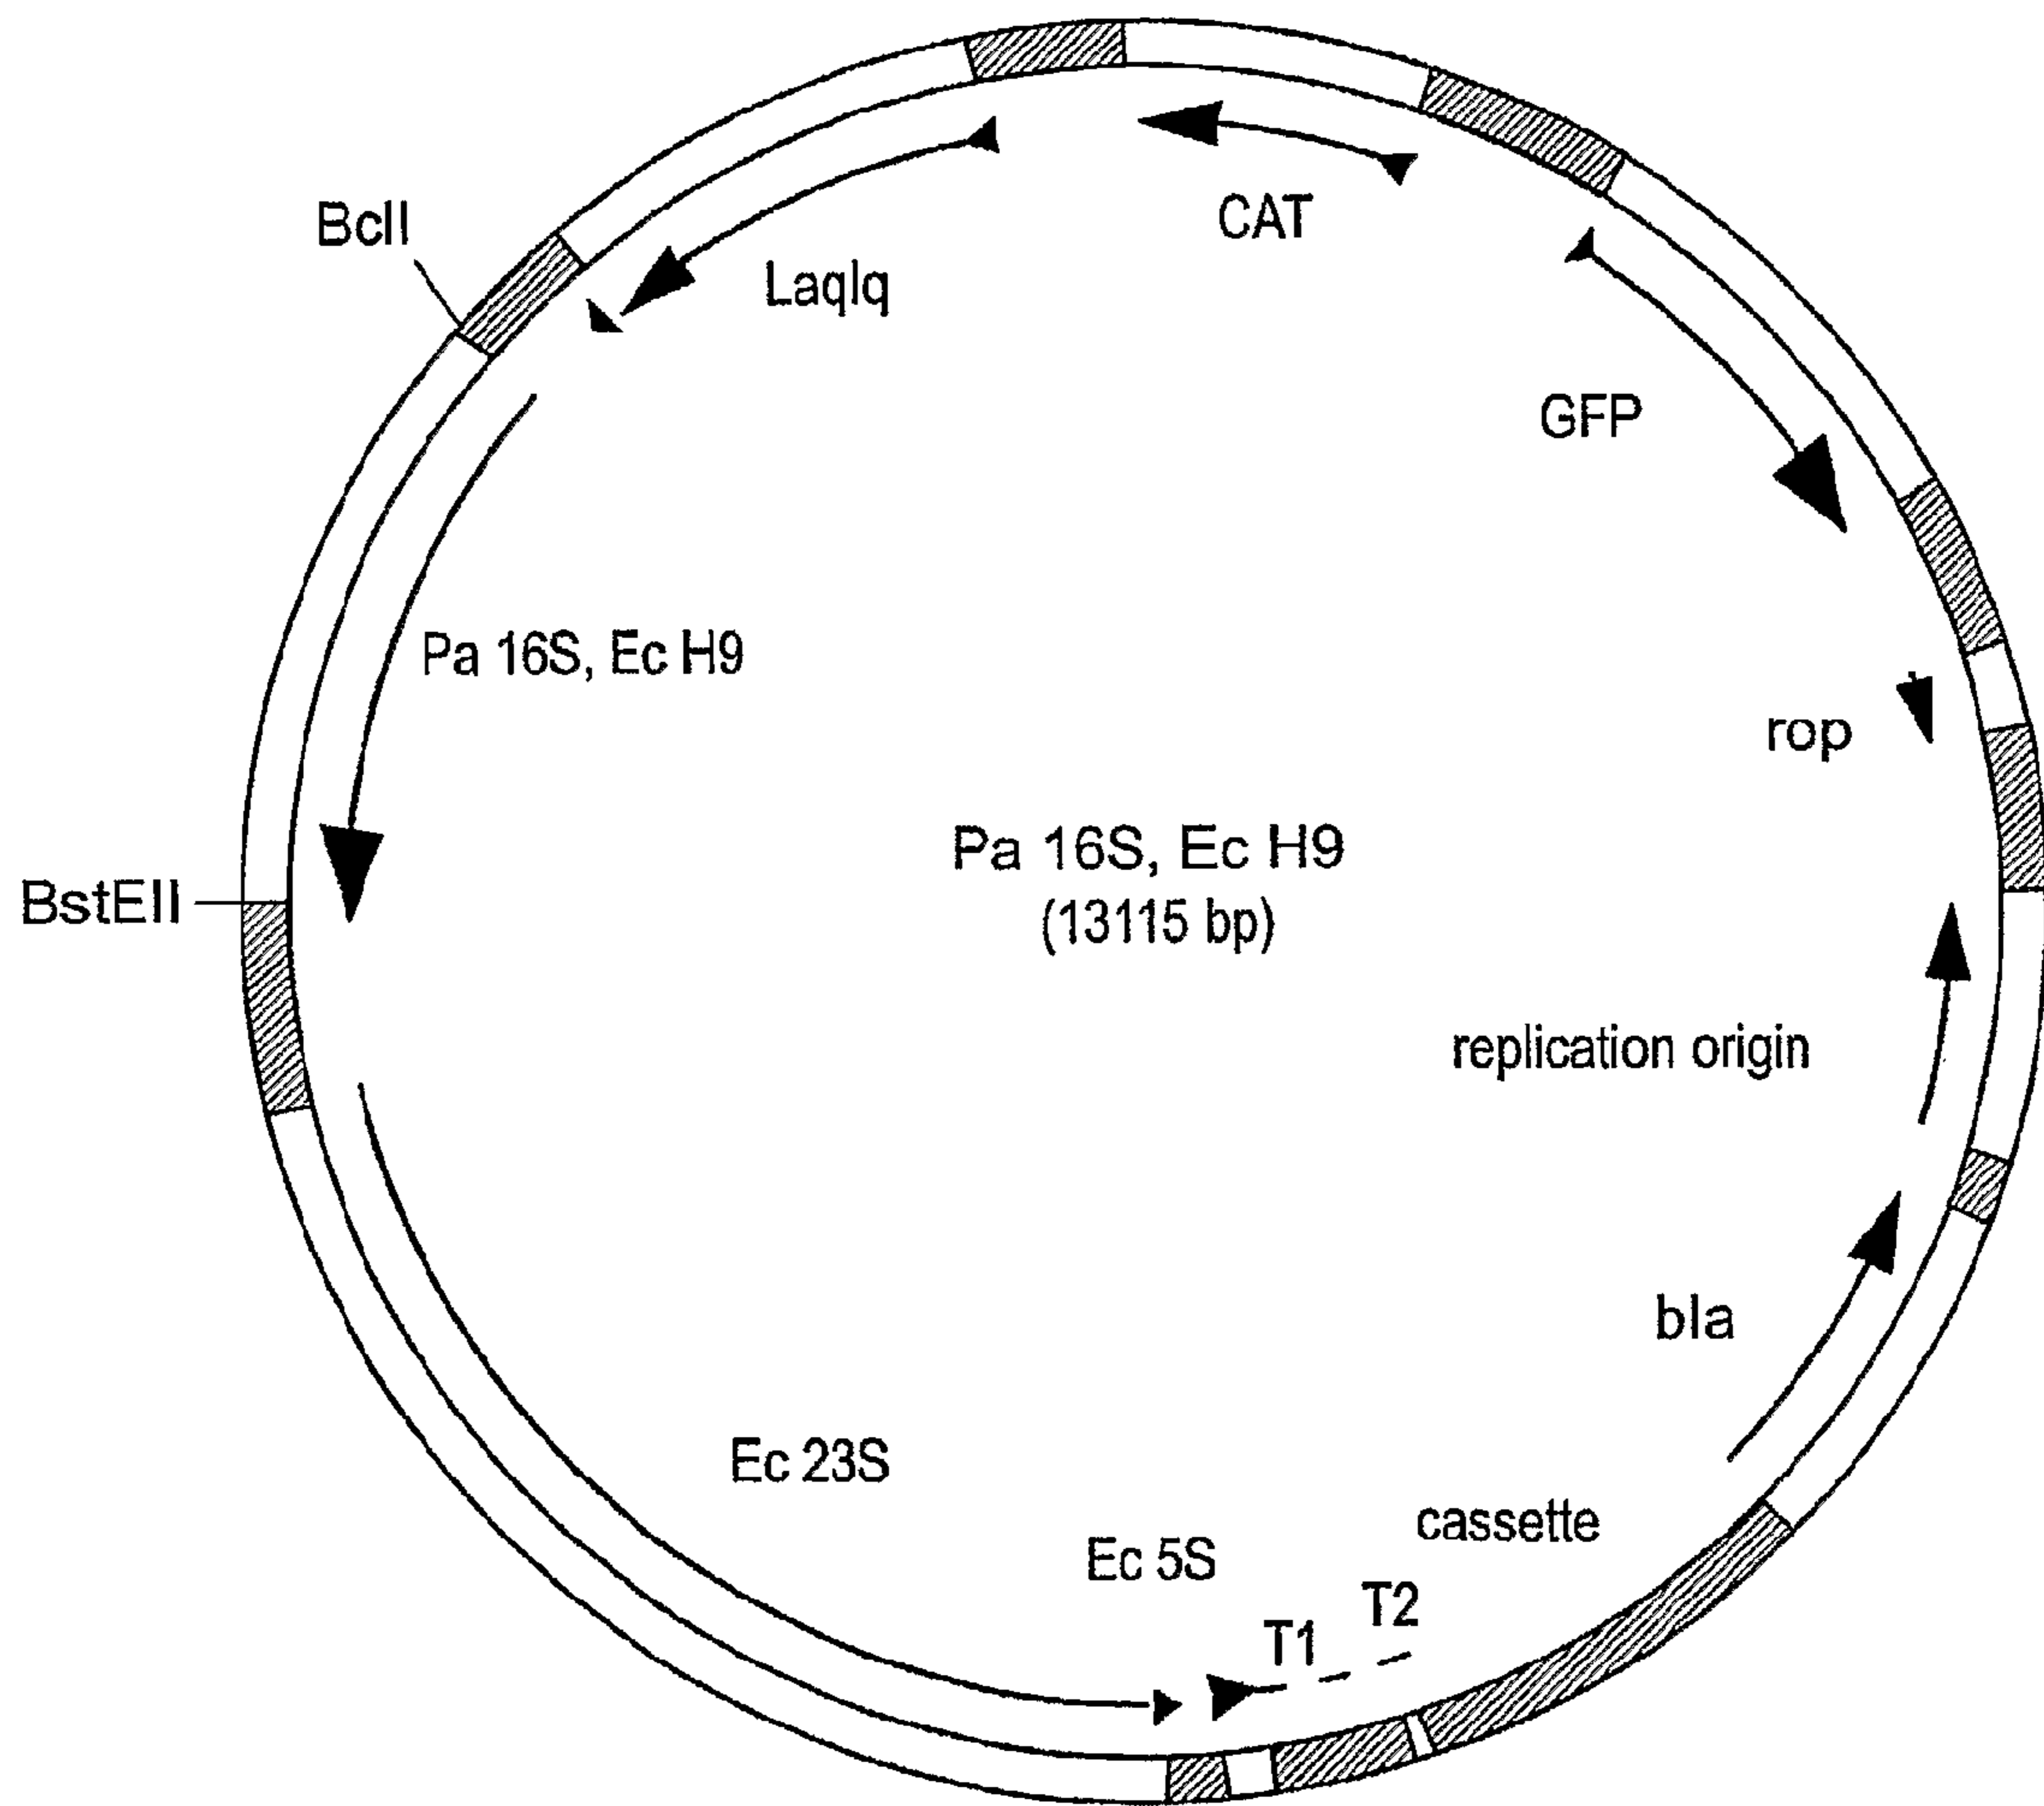 BclI
CAT
LaqIq
GFP
Pa 16S, Ec H9
rop
Pa 16S, Ec H9
(13115 bp)
BstEII
replication origin
bla
Ec 23S
cassette
Ec 5S
T2
T1